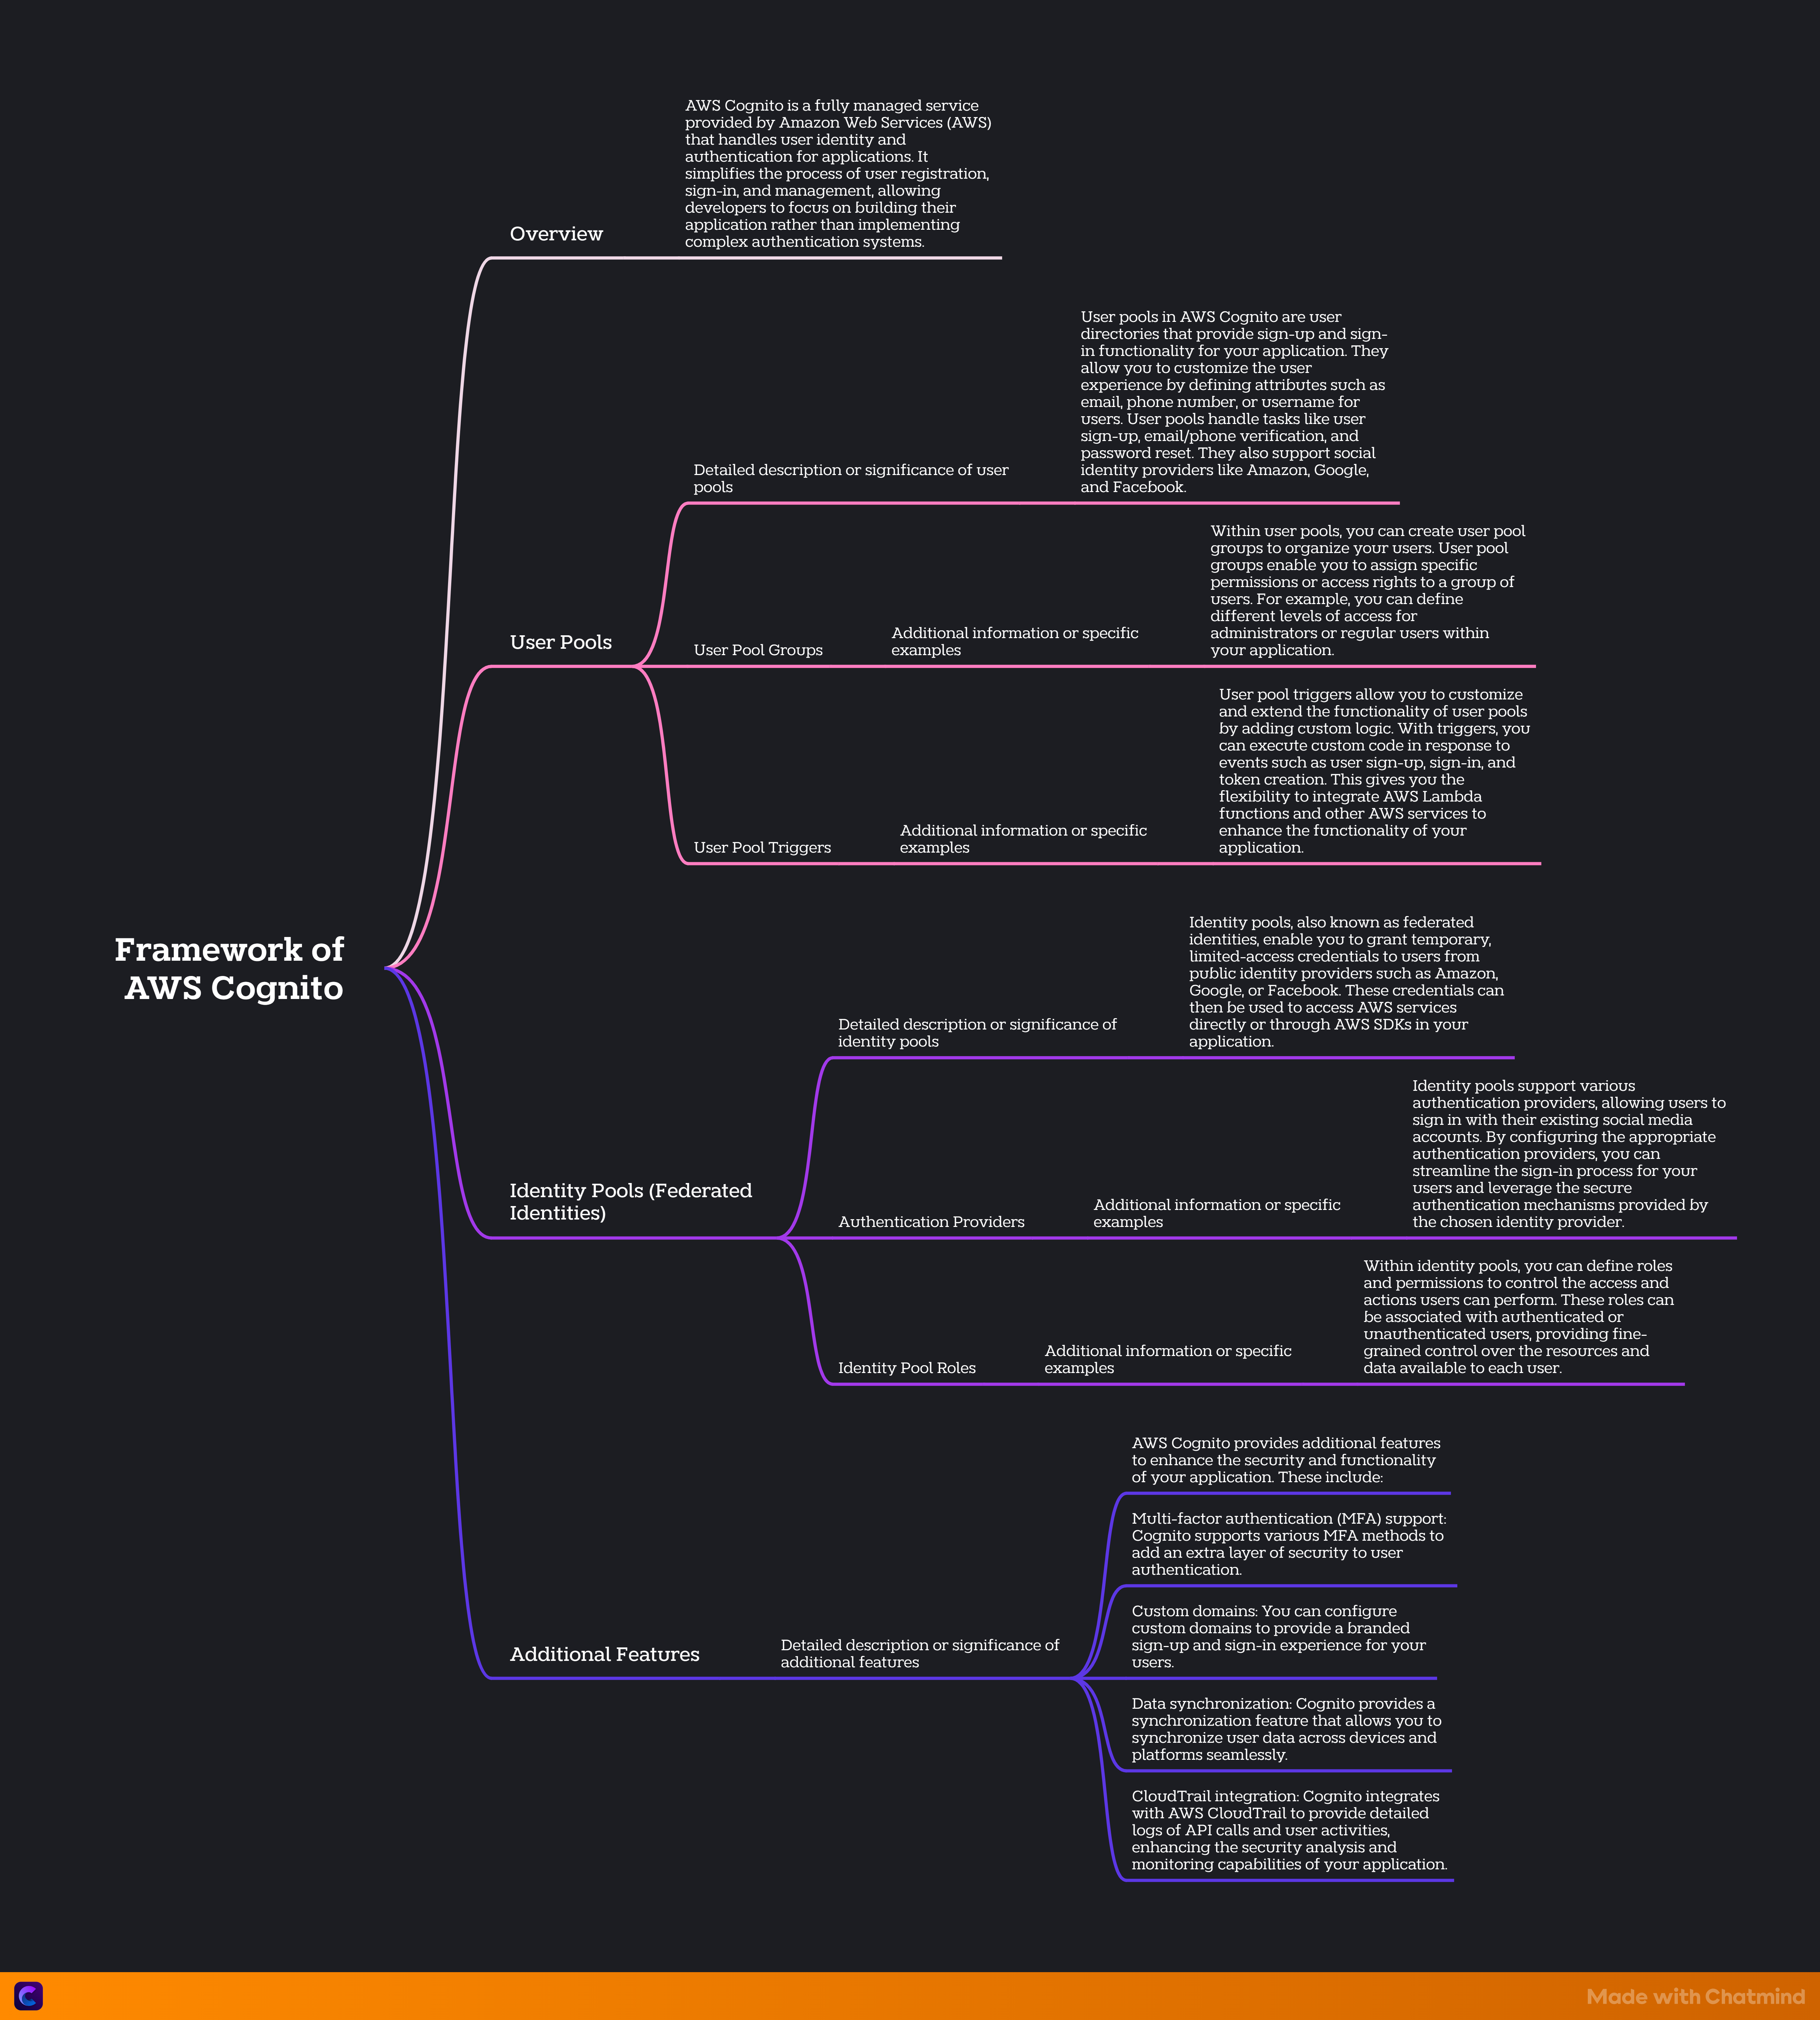 Framework of
AWS Cognito
Overview
AWS Cognito is a fully managed service
provided by Amazon Web Services (AWS)
that handles user identity and
authentication for applications. It
simplifies the process of user registration,
sign-in, and management, allowing
developers to focus on building their
application rather than implementing
complex authentication systems.
User Pools
Detailed description or significance of user
pools
User pools in AWS Cognito are user
directories that provide sign-up and sign-
in functionality for your application. They
allow you to customize the user
experience by defining attributes such as
email, phone number, or username for
users. User pools handle tasks like user
sign-up, email/phone verification, and
password reset. They also support social
identity providers like Amazon, Google,
and Facebook.
User Pool Groups
Additional information or specific
examples
Within user pools, you can create user pool
groups to organize your users. User pool
groups enable you to assign specific
permissions or access rights to a group of
users. For example, you can define
different levels of access for
administrators or regular users within
your application.
User Pool Triggers
Additional information or specific
examples
User pool triggers allow you to customize
and extend the functionality of user pools
by adding custom logic. With triggers, you
can execute custom code in response to
events such as user sign-up, sign-in, and
token creation. This gives you the
flexibility to integrate AWS Lambda
functions and other AWS services to
enhance the functionality of your
application.
Identity Pools (Federated
Identities)
Detailed description or significance of
identity pools
Identity pools, also known as federated
identities, enable you to grant temporary,
limited-access credentials to users from
public identity providers such as Amazon,
Google, or Facebook. These credentials can
then be used to access AWS services
directly or through AWS SDKs in your
application.
Authentication Providers
Additional information or specific
examples
Identity pools support various
authentication providers, allowing users to
sign in with their existing social media
accounts. By configuring the appropriate
authentication providers, you can
streamline the sign-in process for your
users and leverage the secure
authentication mechanisms provided by
the chosen identity provider.
Identity Pool Roles
Additional information or specific
examples
Within identity pools, you can define roles
and permissions to control the access and
actions users can perform. These roles can
be associated with authenticated or
unauthenticated users, providing fine-
grained control over the resources and
data available to each user.
Additional Features
Detailed description or significance of
additional features
AWS Cognito provides additional features
to enhance the security and functionality
of your application. These include:
Multi-factor authentication (MFA) support:
Cognito supports various MFA methods to
add an extra layer of security to user
authentication.
Custom domains: You can configure
custom domains to provide a branded
sign-up and sign-in experience for your
users.
Data synchronization: Cognito provides a
synchronization feature that allows you to
synchronize user data across devices and
platforms seamlessly.
CloudTrail integration: Cognito integrates
with AWS CloudTrail to provide detailed
logs of API calls and user activities,
enhancing the security analysis and
monitoring capabilities of your application.
Made with Chatmind